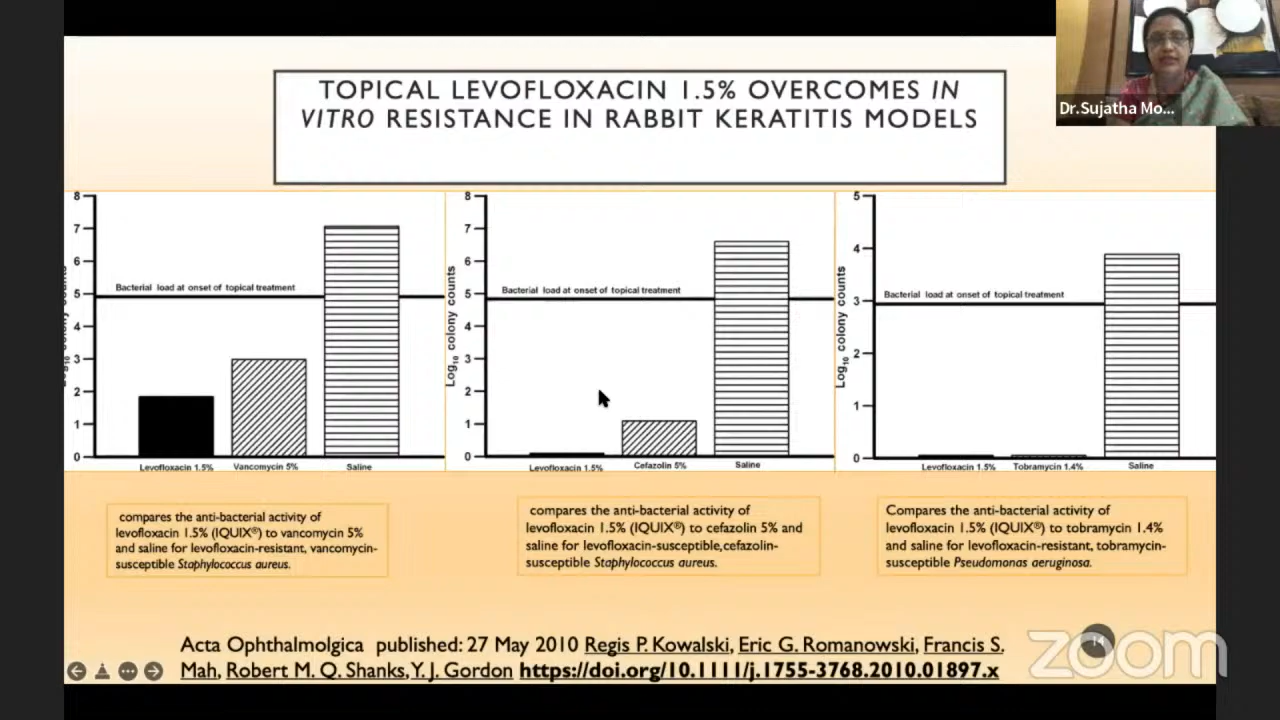 Dr.Sujatha Mo...
TOPICAL LEVOFLOXACIN 1.5% OVERCOMES IN
VITRO RESISTANCE IN RABBIT KERATITIS MODELS
8
7
6
5
4
3
2
1
0
Log10 colony counts
Bacterial load at onset of topical treatment
Levofloxacin 1.5% Vancomycin 5% Saline
8
7
6
5
4
3
2
1
0
Log10 colony counts
Bacterial load at onset of topical treatment
Levofloxacin 1.5% Cefazolin 5% Saline
5
4
3
2
1
0
Log10 colony counts
Bacterial load at onset of topical treatment
Levofloxacin 1.5% Tobramycin 1.4% Saline
compares the anti-bacterial activity of
levofloxacin 1.5% (IQUIX®) to vancomycin 5%
and saline for levofloxacin-resistant, vancomycin-
susceptible Staphylococcus aureus.
compares the anti-bacterial activity of
levofloxacin 1.5% (IQUIX®) to cefazolin 5% and
saline for levofloxacin-susceptible,cefazolin-
susceptible Staphylococcus aureus.
Compares the anti-bacterial activity of
levofloxacin 1.5% (IQUIX®) to tobramycin 1.4%
and saline for levofloxacin-resistant, tobramycin-
susceptible Pseudomonas aeruginosa.
Acta Ophthalmolgica published: 27 May 2010 Regis P. Kowalski, Eric G. Romanowski, Francis S.
Mah, Robert M. Q. Shanks, Y. J. Gordon https://doi.org/10.1111/j.1755-3768.2010.01897.x
14
zoom